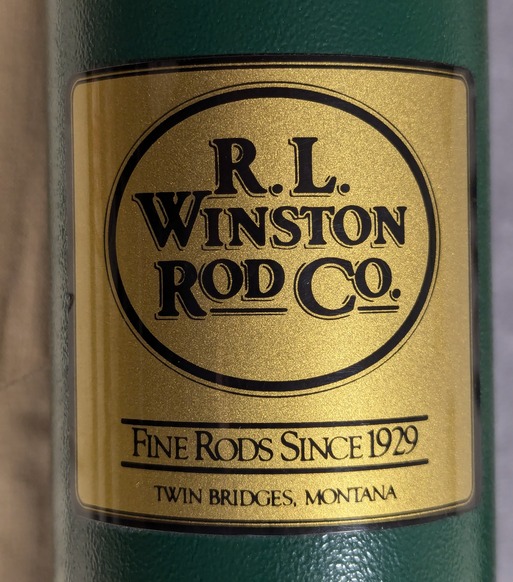 R. L.
WINSTON
ROD CO.
FINE RODS SINCE 1929
TWIN BRIDGES, MONTANA